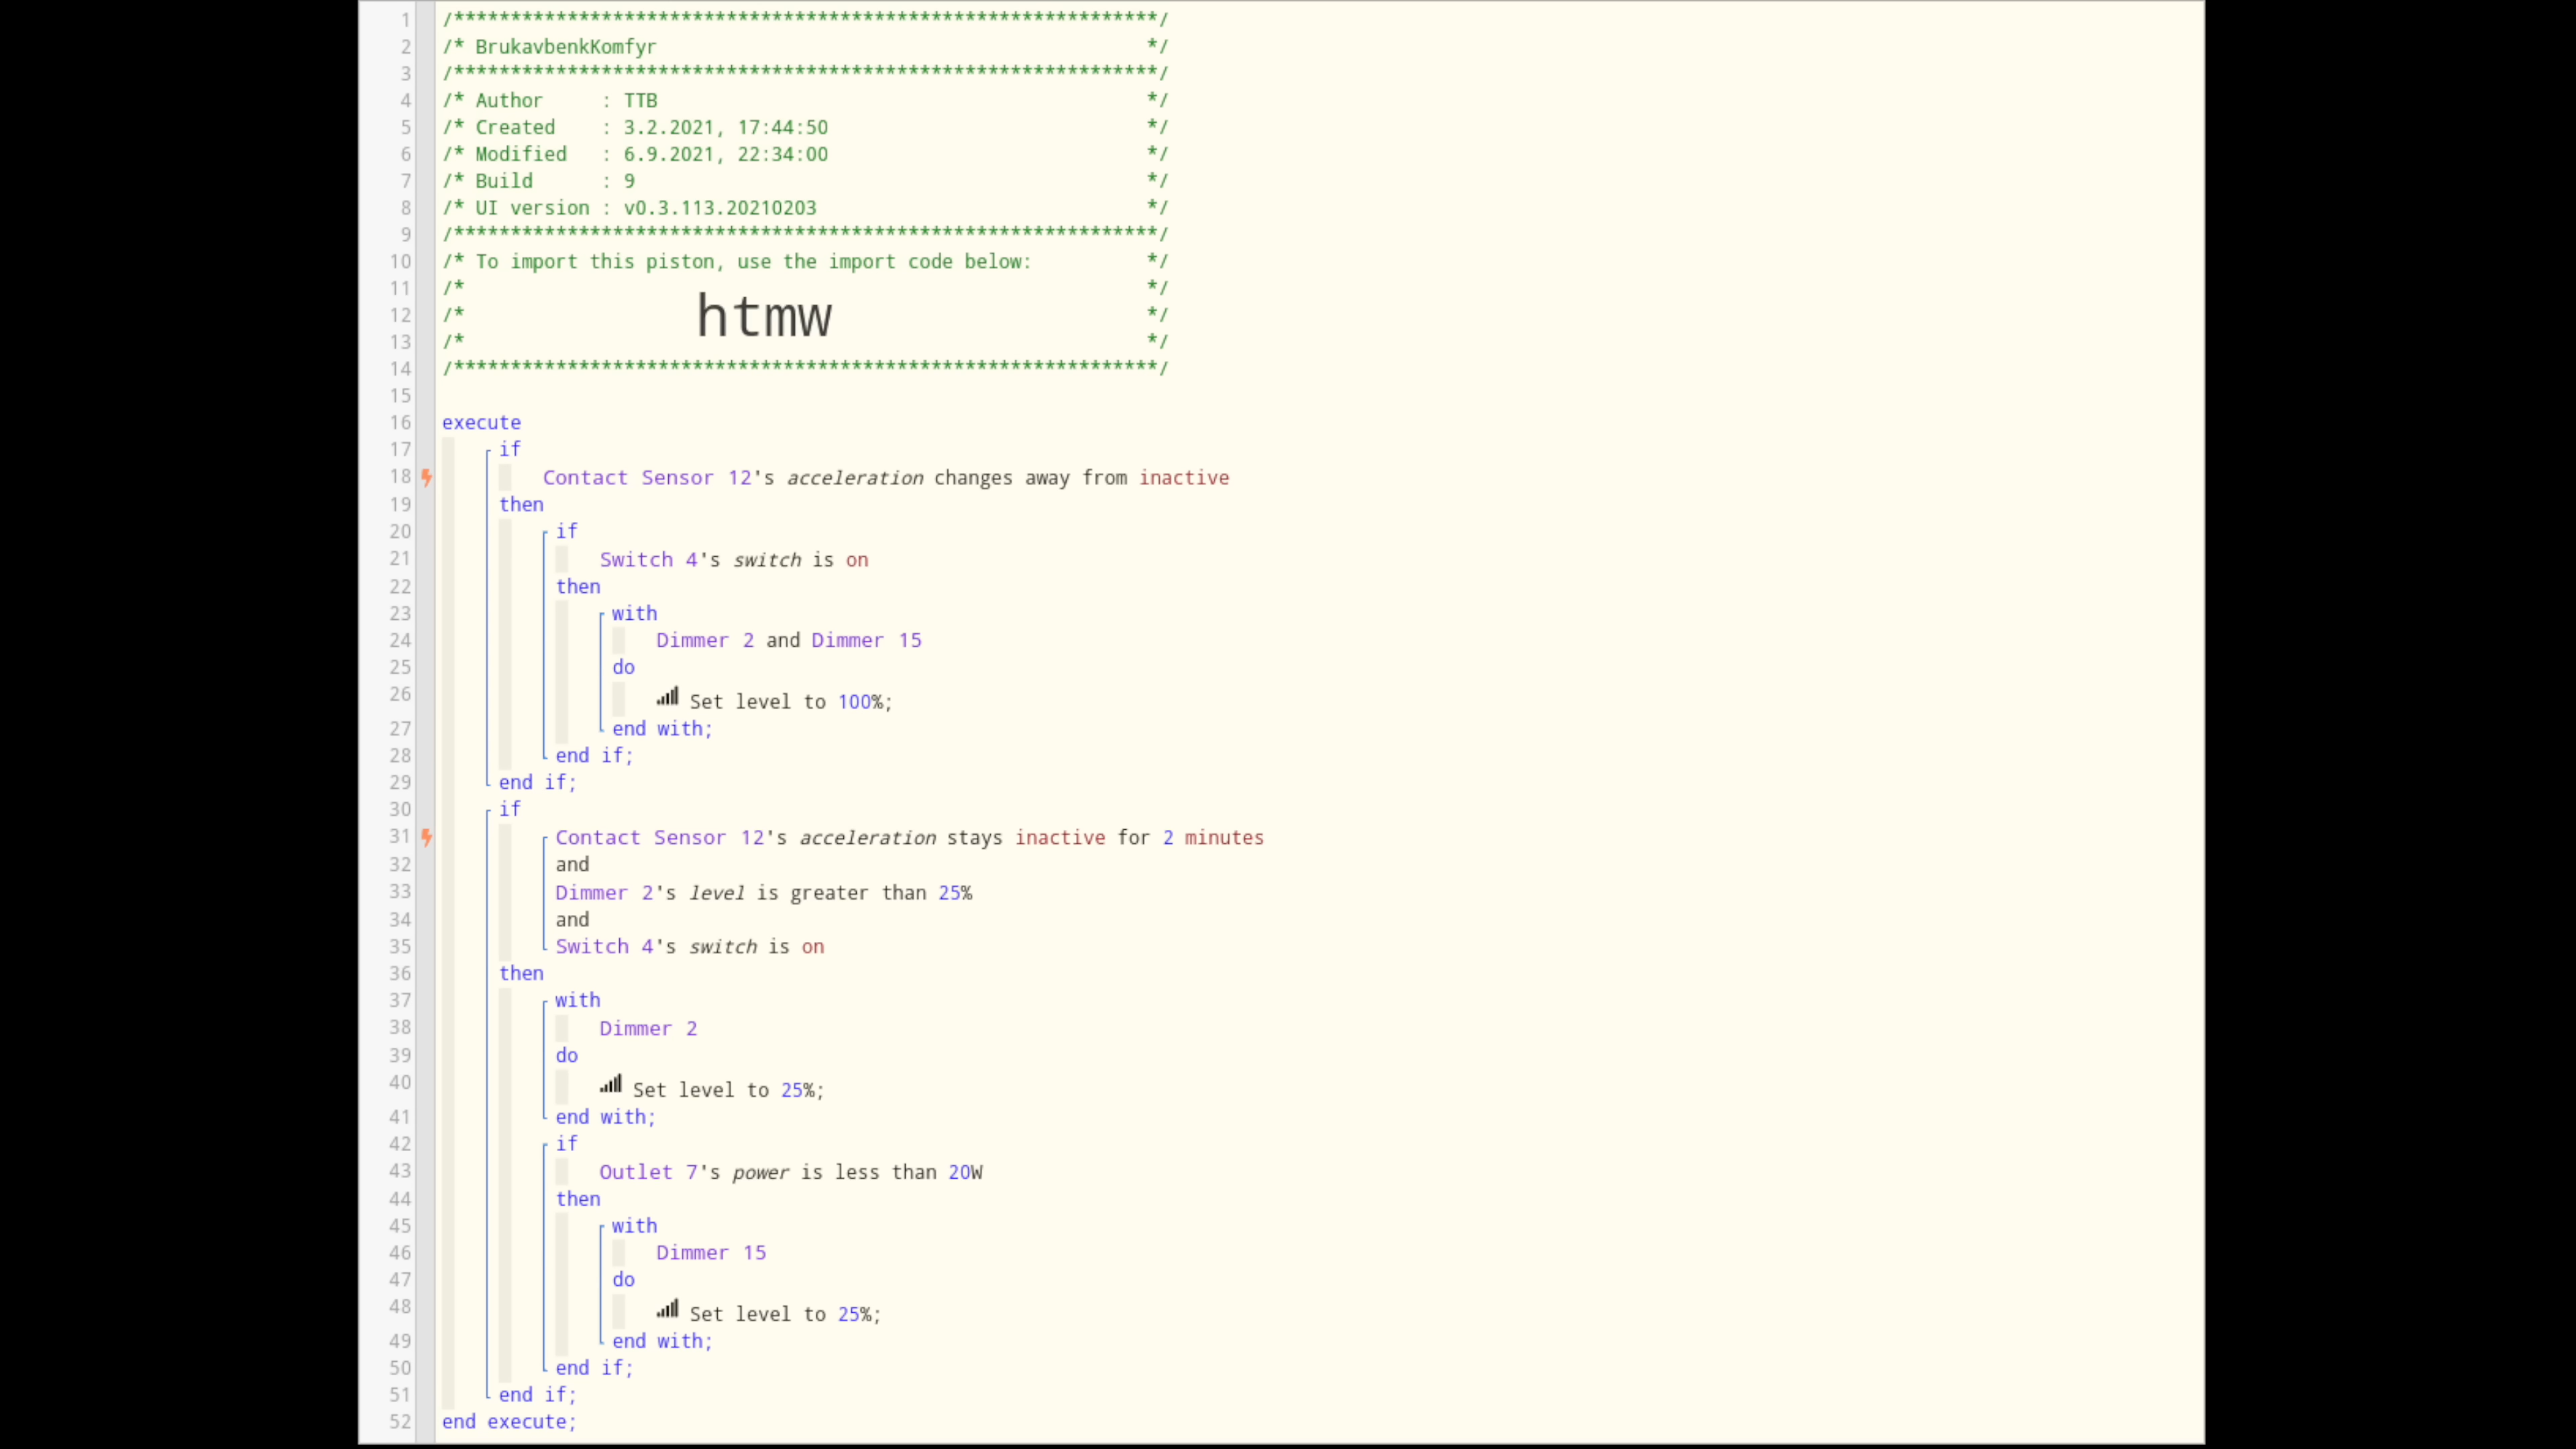 1 /**************************************************************/
2 /* BrukavbenkKomfyr */
3 /**************************************************************/
4 /* Author : TTB */
5 /* Created : 3.2.2021, 17:44:50 */
6 /* Modified : 6.9.2021, 22:34:00 */
7 /* Build : 9 */
8 /* UI version : v0.3.113.20210203 */
9 /**************************************************************/
10 /* To import this piston, use the import code below: */
11 /* */
12 /* htmw */
13 /* */
14 /**************************************************************/
15
16 execute
17 if
18 Contact Sensor 12's acceleration changes away from inactive
19 then
20 if
21 Switch 4's switch is on
22 then
23 with
24 Dimmer 2 and Dimmer 15
25 do
26 Set level to 100%;
27 end with;
28 end if;
29 end if;
30 if
31 Contact Sensor 12's acceleration stays inactive for 2 minutes
32 and
33 Dimmer 2's level is greater than 25%
34 and
35 Switch 4's switch is on
36 then
37 with
38 Dimmer 2
39 do
40 Set level to 25%;
41 end with;
42 if
43 Outlet 7's power is less than 20W
44 then
45 with
46 Dimmer 15
47 do
48 Set level to 25%;
49 end with;
50 end if;
51 end if;
52 end execute;